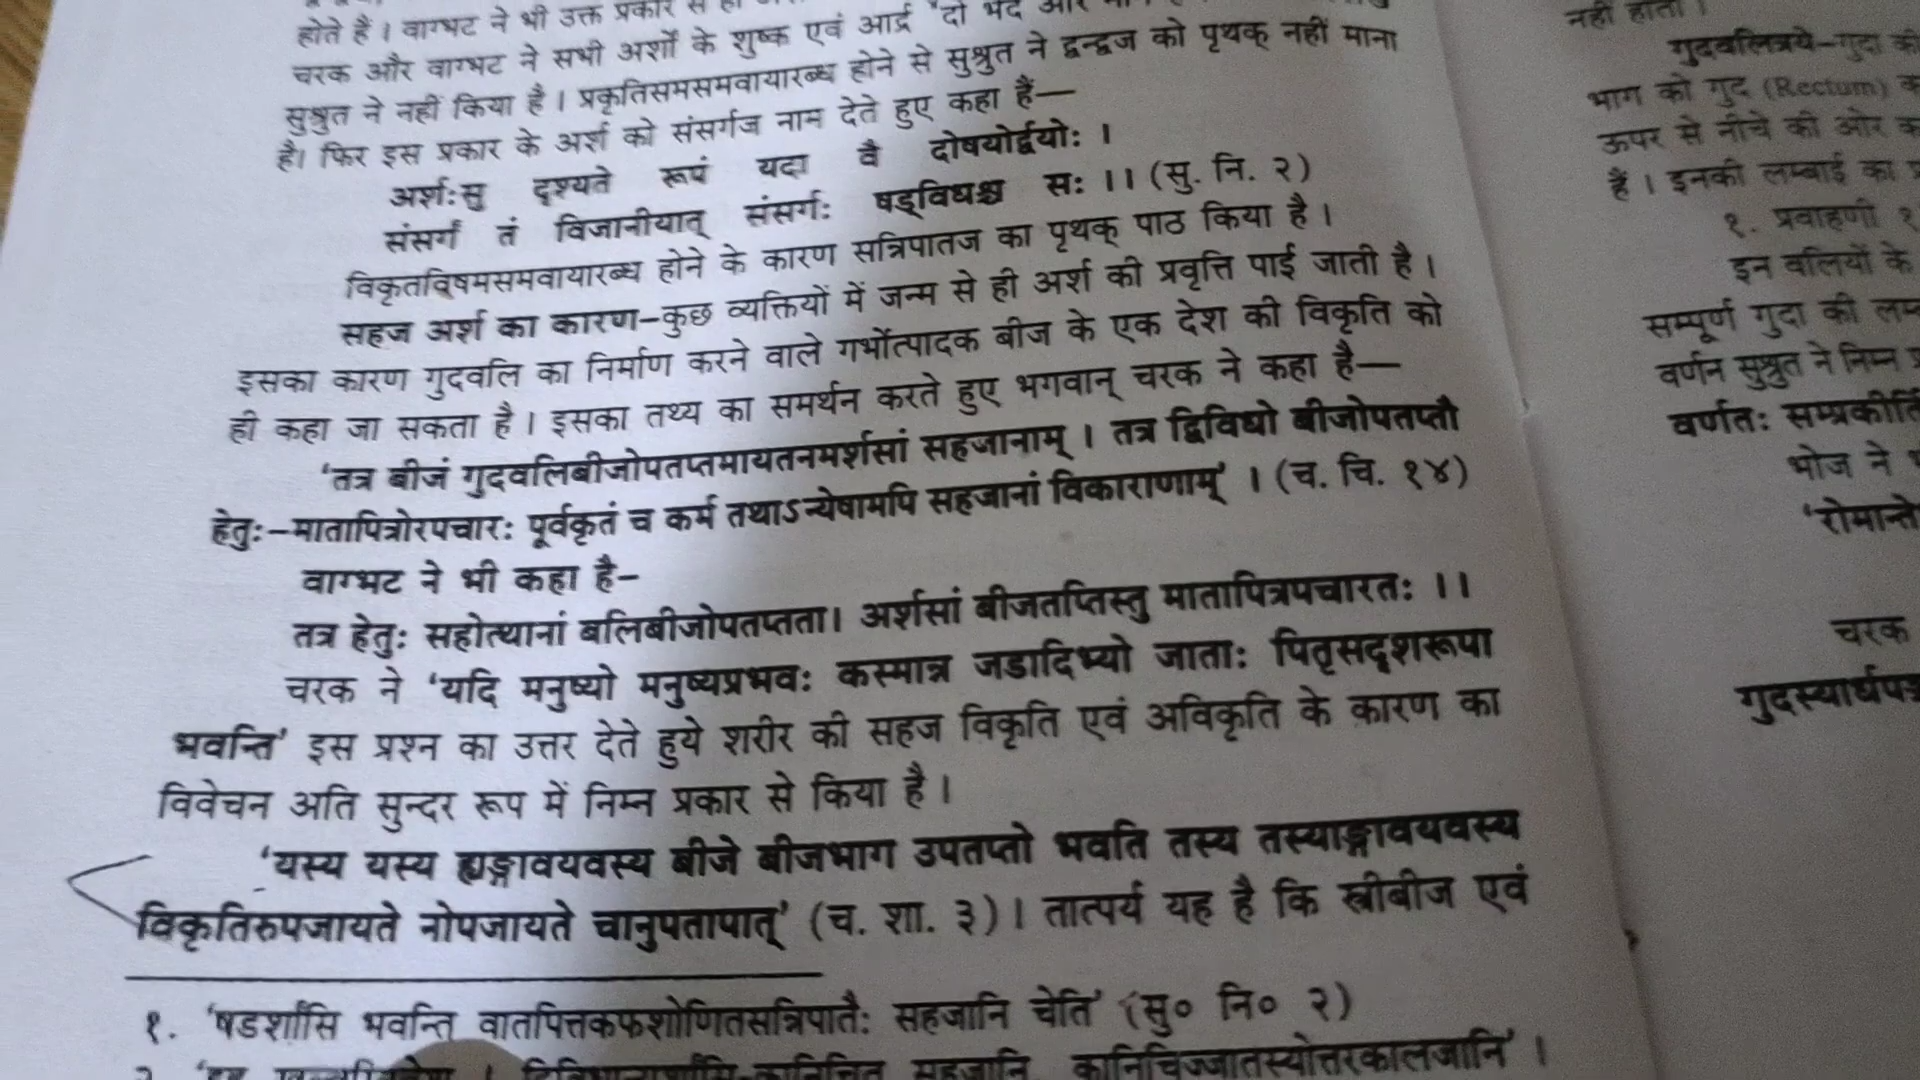 होते हैं । वाग्भट ने भी उक्त प्रकार से
चरक और वाग्भट ने सभी अर्शों के शुष्क एवं आर्द्र दो भेद और
सुश्रुत ने नहीं किया है । प्रकृतिसमसमवायारब्ध होने से सुश्रुत ने द्वन्द्वज को पृथक् नहीं माना
है। फिर इस प्रकार के अर्श को संसर्गज नाम देते हुए कहा है—
अर्शःसु दृश्यते रूपं यदा वै दोषयोर्द्वयोः ।
संसर्गं तं विजानीयात् संसर्गः षड्विधश्च सः ।। (सु. नि. २)
विकृतविषमसमवायारब्ध होने के कारण सन्निपातज का पृथक् पाठ किया है ।
सहज अर्श का कारण–कुछ व्यक्तियों में जन्म से ही अर्श की प्रवृत्ति पाई जाती है ।
इसका कारण गुदवलि का निर्माण करने वाले गर्भोत्पादक बीज के एक देश की विकृति को
ही कहा जा सकता है । इसका तथ्य का समर्थन करते हुए भगवान् चरक ने कहा है—
'तत्र बीजं गुदवलिबीजोपतप्तमायतनमर्शसां सहजानाम् । तत्र द्विविधो बीजोपतप्तौ
हेतुः–मातापित्रोरपचारः पूर्वकृतं च कर्म तथाऽन्येषामपि सहजानां विकाराणाम्' । (च. चि. १४)
वाग्भट ने भी कहा है–
तत्र हेतुः सहोत्थानां बलिबीजोपतप्तता। अर्शसां बीजतप्तिस्तु मातापित्रपचारतः ।।
चरक ने 'यदि मनुष्यो मनुष्यप्रभवः कस्मान्न जडादिभ्यो जाताः पितृसदृशरूपा
भवन्ति' इस प्रश्न का उत्तर देते हुये शरीर की सहज विकृति एवं अविकृति के कारण का
विवेचन अति सुन्दर रूप में निम्न प्रकार से किया है ।
'यस्य यस्य ह्यङ्गावयवस्य बीजे बीजभाग उपतप्तो भवति तस्य तस्याङ्गावयवस्य
विकृतिरुपजायते नोपजायते चानुपतापात्' (च. शा. ३) । तात्पर्य यह है कि स्त्रीबीज एवं
१. 'षडर्शांसि भवन्ति वातपित्तकफशोणितसन्निपातैः सहजानि चेति' (सु० नि० २)
सहजानि कानिचिज्जातस्योत्तरकालजानि' ।
नहीं होता ।
गुदवलित्रये–गुदा की
भाग को गुद (Rectum)
ऊपर से नीचे की ओर
हैं । इनकी लम्बाई का
१. प्रवाहणी १
इन वलियों के
सम्पूर्ण गुदा की
वर्णन सुश्रुत ने निम्न
वर्णतः
भोज ने
'रोमान्ते
चरक